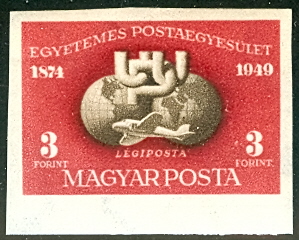 EGYETEMES POSTAEGYESÜLET
1874 1949
3 3
FORINT FORINT
LÉGIPOSTA
MAGYAR POSTA